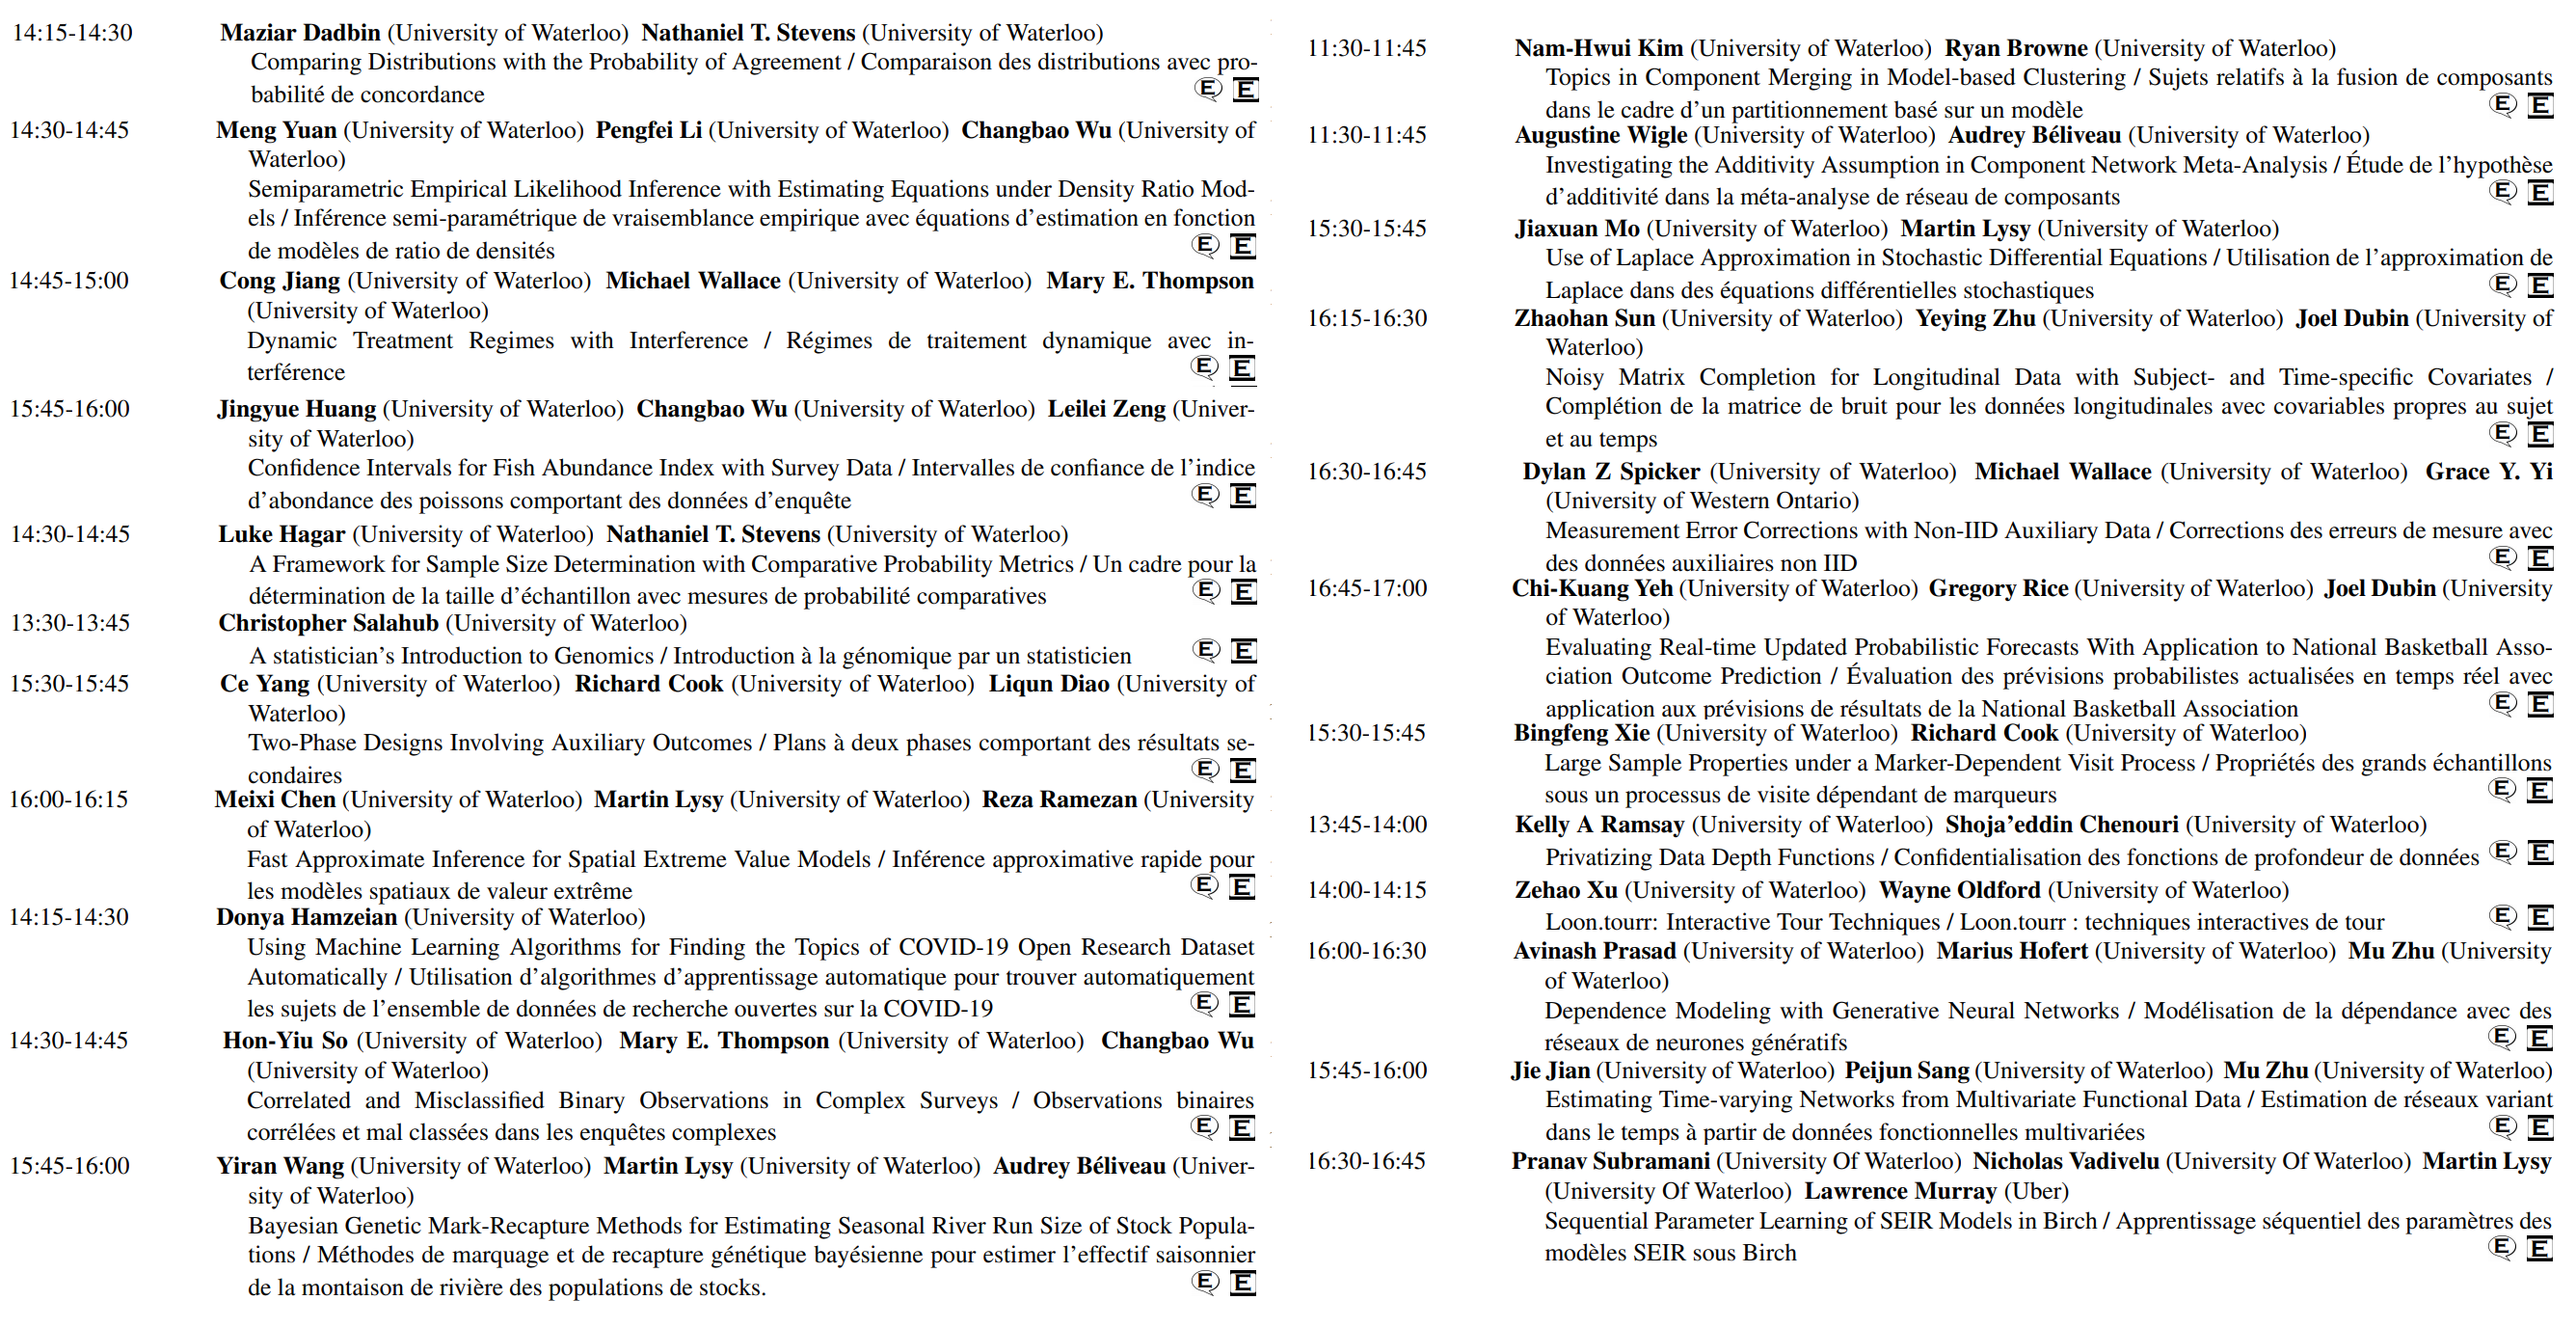 14:15-14:30 Maziar Dadbin (University of Waterloo) Nathaniel T. Stevens (University of Waterloo)
Comparing Distributions with the Probability of Agreement / Comparaison des distributions avec pro-
babilité de concordance E E
14:30-14:45 Meng Yuan (University of Waterloo) Pengfei Li (University of Waterloo) Changbao Wu (University of
Waterloo)
Semiparametric Empirical Likelihood Inference with Estimating Equations under Density Ratio Mod-
els / Inférence semi-paramétrique de vraisemblance empirique avec équations d'estimation en fonction
de modèles de ratio de densités E E
14:45-15:00 Cong Jiang (University of Waterloo) Michael Wallace (University of Waterloo) Mary E. Thompson
(University of Waterloo)
Dynamic Treatment Regimes with Interference / Régimes de traitement dynamique avec in-
terférence E E
15:45-16:00 Jingyue Huang (University of Waterloo) Changbao Wu (University of Waterloo) Leilei Zeng (Univer-
sity of Waterloo)
Confidence Intervals for Fish Abundance Index with Survey Data / Intervalles de confiance de l'indice
d'abondance des poissons comportant des données d'enquête E E
14:30-14:45 Luke Hagar (University of Waterloo) Nathaniel T. Stevens (University of Waterloo)
A Framework for Sample Size Determination with Comparative Probability Metrics / Un cadre pour la
détermination de la taille d'échantillon avec mesures de probabilité comparatives E E
13:30-13:45 Christopher Salahub (University of Waterloo)
A statistician's Introduction to Genomics / Introduction à la génomique par un statisticien E E
15:30-15:45 Ce Yang (University of Waterloo) Richard Cook (University of Waterloo) Liqun Diao (University of
Waterloo)
Two-Phase Designs Involving Auxiliary Outcomes / Plans à deux phases comportant des résultats se-
condaires E E
16:00-16:15 Meixi Chen (University of Waterloo) Martin Lysy (University of Waterloo) Reza Ramezan (University
of Waterloo)
Fast Approximate Inference for Spatial Extreme Value Models / Inférence approximative rapide pour
les modèles spatiaux de valeur extrême E E
14:15-14:30 Donya Hamzeian (University of Waterloo)
Using Machine Learning Algorithms for Finding the Topics of COVID-19 Open Research Dataset
Automatically / Utilisation d'algorithmes d'apprentissage automatique pour trouver automatiquement
les sujets de l'ensemble de données de recherche ouvertes sur la COVID-19 E E
14:30-14:45 Hon-Yiu So (University of Waterloo) Mary E. Thompson (University of Waterloo) Changbao Wu
(University of Waterloo)
Correlated and Misclassified Binary Observations in Complex Surveys / Observations binaires
corrélées et mal classées dans les enquêtes complexes E E
15:45-16:00 Yiran Wang (University of Waterloo) Martin Lysy (University of Waterloo) Audrey Béliveau (Univer-
sity of Waterloo)
Bayesian Genetic Mark-Recapture Methods for Estimating Seasonal River Run Size of Stock Popula-
tions / Méthodes de marquage et de recapture génétique bayésienne pour estimer l'effectif saisonnier
de la montaison de rivière des populations de stocks. E E
11:30-11:45 Nam-Hwui Kim (University of Waterloo) Ryan Browne (University of Waterloo)
Topics in Component Merging in Model-based Clustering / Sujets relatifs à la fusion de composants
dans le cadre d'un partitionnement basé sur un modèle E E
11:30-11:45 Augustine Wigle (University of Waterloo) Audrey Béliveau (University of Waterloo)
Investigating the Additivity Assumption in Component Network Meta-Analysis / Étude de l'hypothèse
d'additivité dans la méta-analyse de réseau de composants E E
15:30-15:45 Jiaxuan Mo (University of Waterloo) Martin Lysy (University of Waterloo)
Use of Laplace Approximation in Stochastic Differential Equations / Utilisation de l'approximation de
Laplace dans des équations différentielles stochastiques E E
16:15-16:30 Zhaohan Sun (University of Waterloo) Yeying Zhu (University of Waterloo) Joel Dubin (University of
Waterloo)
Noisy Matrix Completion for Longitudinal Data with Subject- and Time-specific Covariates /
Complétion de la matrice de bruit pour les données longitudinales avec covariables propres au sujet
et au temps E E
16:30-16:45 Dylan Z Spicker (University of Waterloo) Michael Wallace (University of Waterloo) Grace Y. Yi
(University of Western Ontario)
Measurement Error Corrections with Non-IID Auxiliary Data / Corrections des erreurs de mesure avec
des données auxiliaires non IID E E
16:45-17:00 Chi-Kuang Yeh (University of Waterloo) Gregory Rice (University of Waterloo) Joel Dubin (University
of Waterloo)
Evaluating Real-time Updated Probabilistic Forecasts With Application to National Basketball Asso-
ciation Outcome Prediction / Évaluation des prévisions probabilistes actualisées en temps réel avec
application aux prévisions de résultats de la National Basketball Association E E
15:30-15:45 Bingfeng Xie (University of Waterloo) Richard Cook (University of Waterloo)
Large Sample Properties under a Marker-Dependent Visit Process / Propriétés des grands échantillons
sous un processus de visite dépendant de marqueurs E E
13:45-14:00 Kelly A Ramsay (University of Waterloo) Shoja'eddin Chenouri (University of Waterloo)
Privatizing Data Depth Functions / Confidentialisation des fonctions de profondeur de données E E
14:00-14:15 Zehao Xu (University of Waterloo) Wayne Oldford (University of Waterloo)
Loon.tourr: Interactive Tour Techniques / Loon.tourr : techniques interactives de tour E E
16:00-16:30 Avinash Prasad (University of Waterloo) Marius Hofert (University of Waterloo) Mu Zhu (University
of Waterloo)
Dependence Modeling with Generative Neural Networks / Modélisation de la dépendance avec des
réseaux de neurones génératifs E E
15:45-16:00 Jie Jian (University of Waterloo) Peijun Sang (University of Waterloo) Mu Zhu (University of Waterloo)
Estimating Time-varying Networks from Multivariate Functional Data / Estimation de réseaux variant
dans le temps à partir de données fonctionnelles multivariées E E
16:30-16:45 Pranav Subramani (University Of Waterloo) Nicholas Vadivelu (University Of Waterloo) Martin Lysy
(University Of Waterloo) Lawrence Murray (Uber)
Sequential Parameter Learning of SEIR Models in Birch / Apprentissage séquentiel des paramètres des
modèles SEIR sous Birch E E